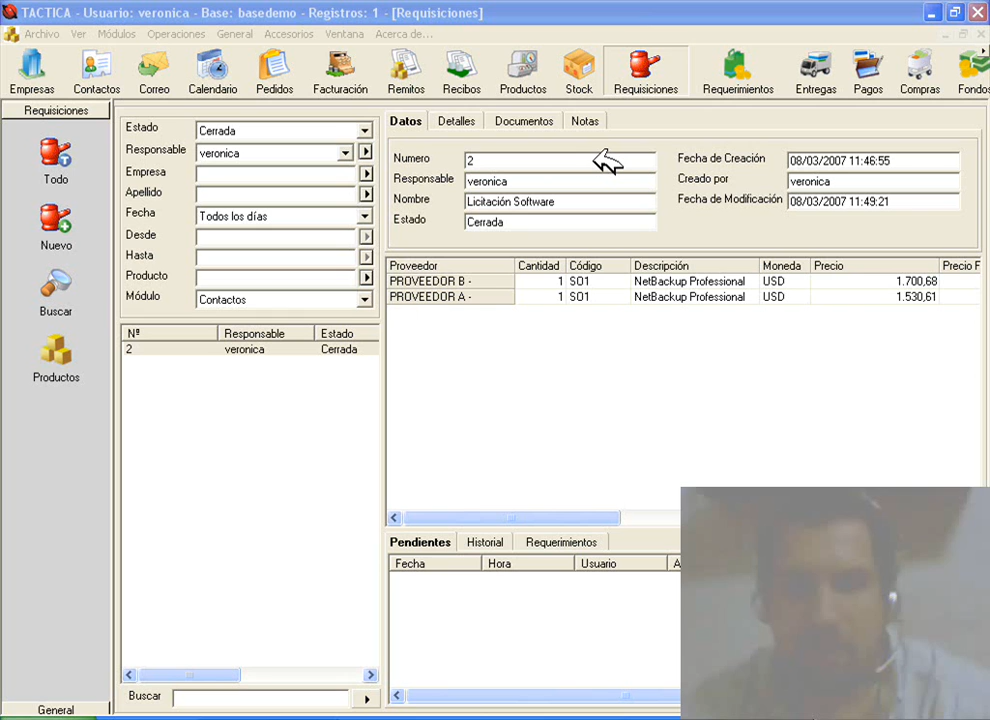 TACTICA - Usuario: veronica - Base: basedemo - Registros: 1 - [Requisiciones]
Archivo Ver Módulos Operaciones General Accesorios Ventana Acerca de...
Empresas Contactos Correo Calendario Pedidos Facturación Remitos Recibos Productos Stock Requisiciones Requerimientos Entregas Pagos Compras Fondos
Requisiciones
Todo
Nuevo
Buscar
Productos
General
Estado Cerrada
Responsable veronica
Empresa
Apellido
Fecha Todos los días
Desde
Hasta
Producto
Módulo Contactos
Nº Responsable Estado
2 veronica Cerrada
Buscar
Datos Detalles Documentos Notas
Numero 2 Fecha de Creación 08/03/2007 11:46:55
Responsable veronica Creado por veronica
Nombre Licitación Software Fecha de Modificación 08/03/2007 11:49:21
Estado Cerrada
Proveedor Cantidad Código Descripción Moneda Precio Precio F
PROVEEDOR B - 1 SO1 NetBackup Professional USD 1.700,68
PROVEEDOR A - 1 SO1 NetBackup Professional USD 1.530,61
Pendientes Historial Requerimientos
Fecha Hora Usuario A